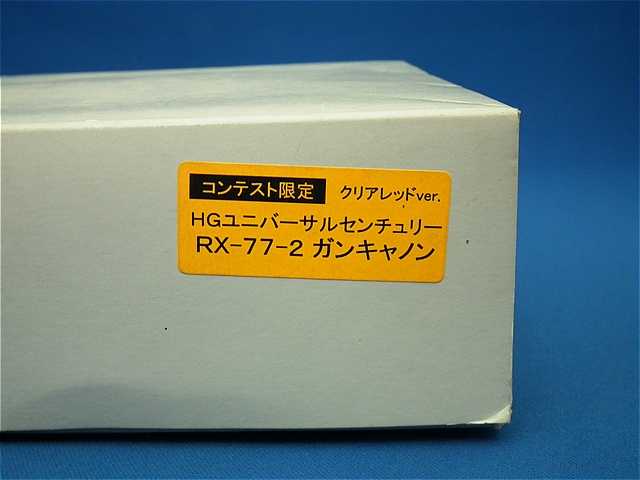 コンテスト限定 クリアレッドver.
HGユニバーサルセンチュリー
RX-77-2 ガンキャノン